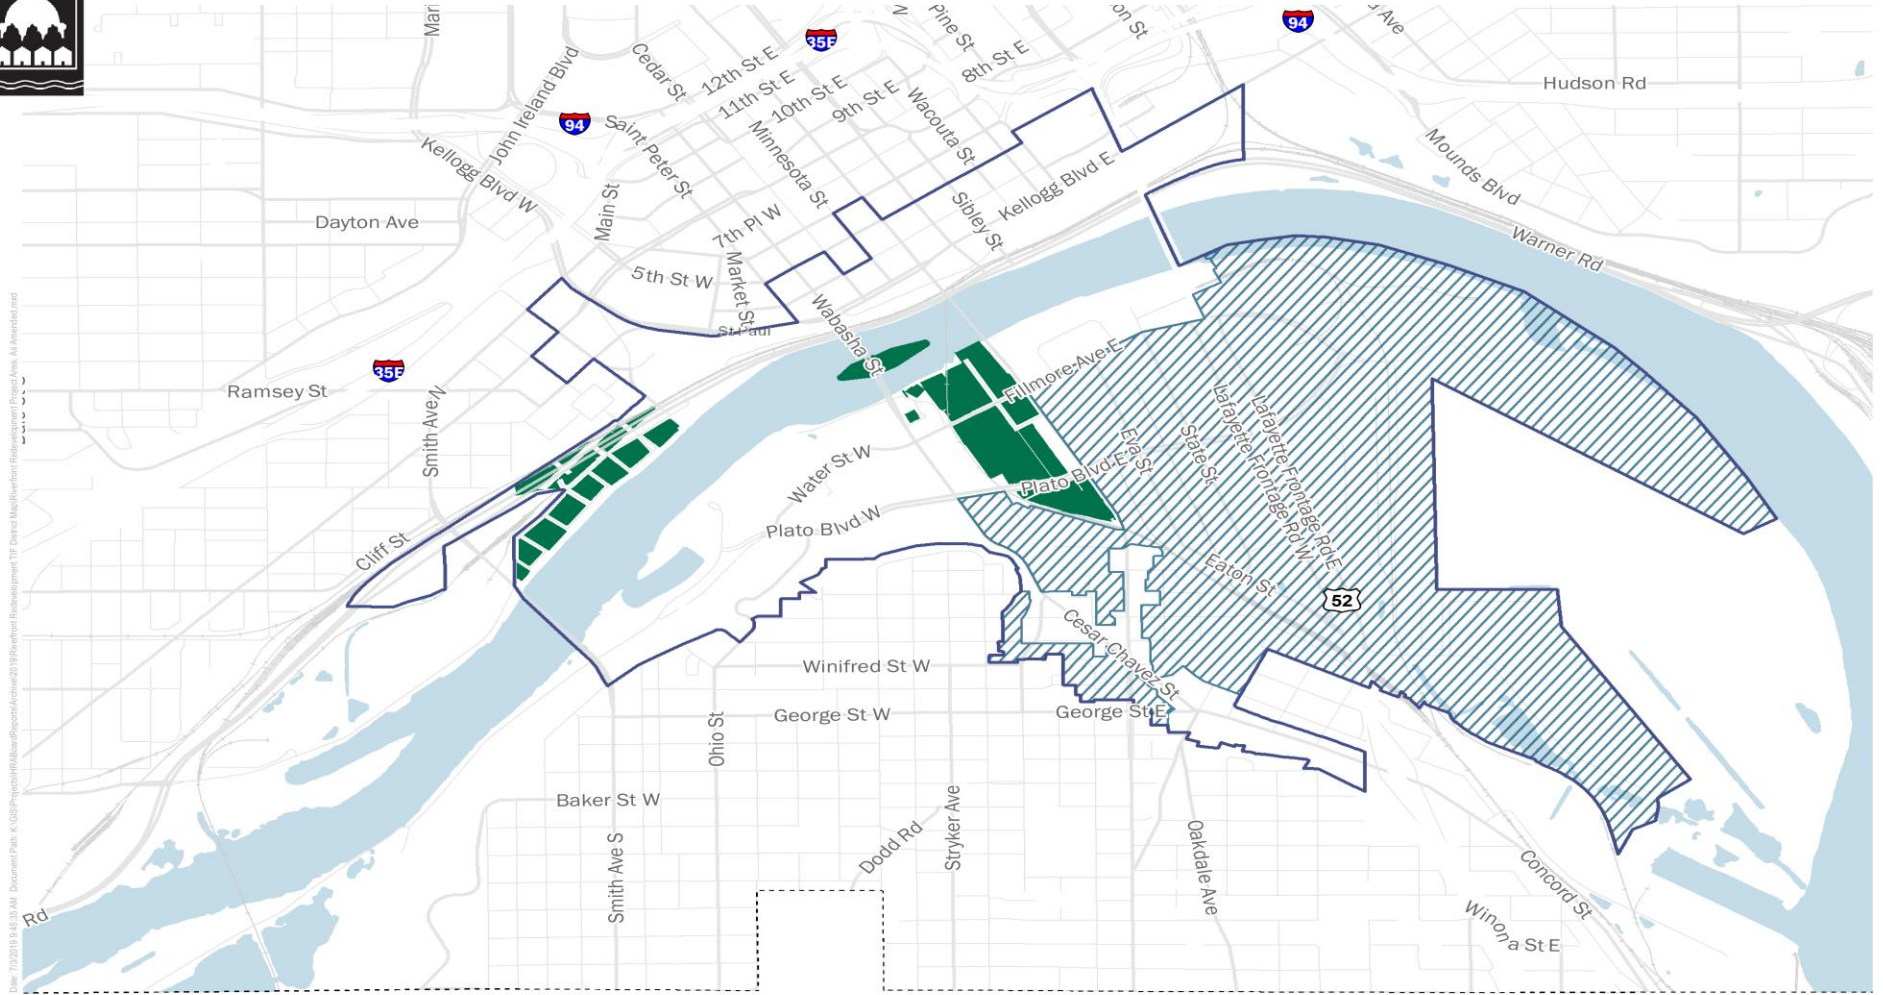 35E
94
12th St E
11th St E
10th St E
9th St E
8th St E
Pine St
Cedar St
John Ireland Blvd
Hudson Rd
94
Saint Peter St
Minnesota St
Wacouta St
Kellogg Blvd W
Mounds Blvd
Main St
Dayton Ave
7th Pl W
Sibley St
Kellogg Blvd E
Warner Rd
5th St W
Market St
St Paul
Wabasha St
35E
Ramsey St
Smith Ave N
Fillmore Ave E
Lafayette Frontage Rd W
Lafayette Frontage Rd E
State St
Eva St
Water St W
Plato Blvd E
Plato Blvd W
Cliff St
Eaton St
52
Cesar Chavez St
Winifred St W
George St W
George St E
Ohio St
Baker St W
Smith Ave S
Dodd Rd
Stryker Ave
Oakdale Ave
Concord St
Winona St E
Rd